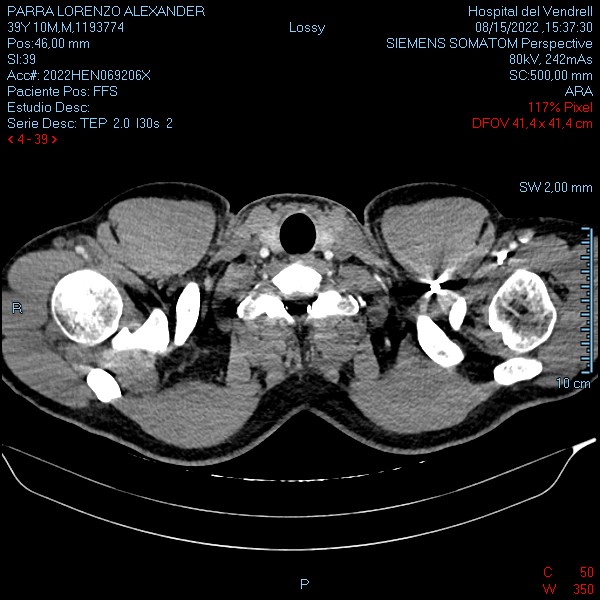 PARRA LORENZO ALEXANDER
39Y 10M,M,1193774
Pos:46,00 mm
SI:39
Acc#: 2022HEN069206X
Paciente Pos: FFS
Estudio Desc:
Serie Desc: TEP 2.0 I30s 2
< 4 - 39 >
Lossy
Hospital del Vendrell
08/15/2022 ,15:37:30
SIEMENS SOMATOM Perspective
80kV, 242mAs
SC:500,00 mm
ARA
117% Pixel
DFOV 41,4 x 41,4 cm
SW 2,00 mm
R
10 cm
P
C 50
W 350